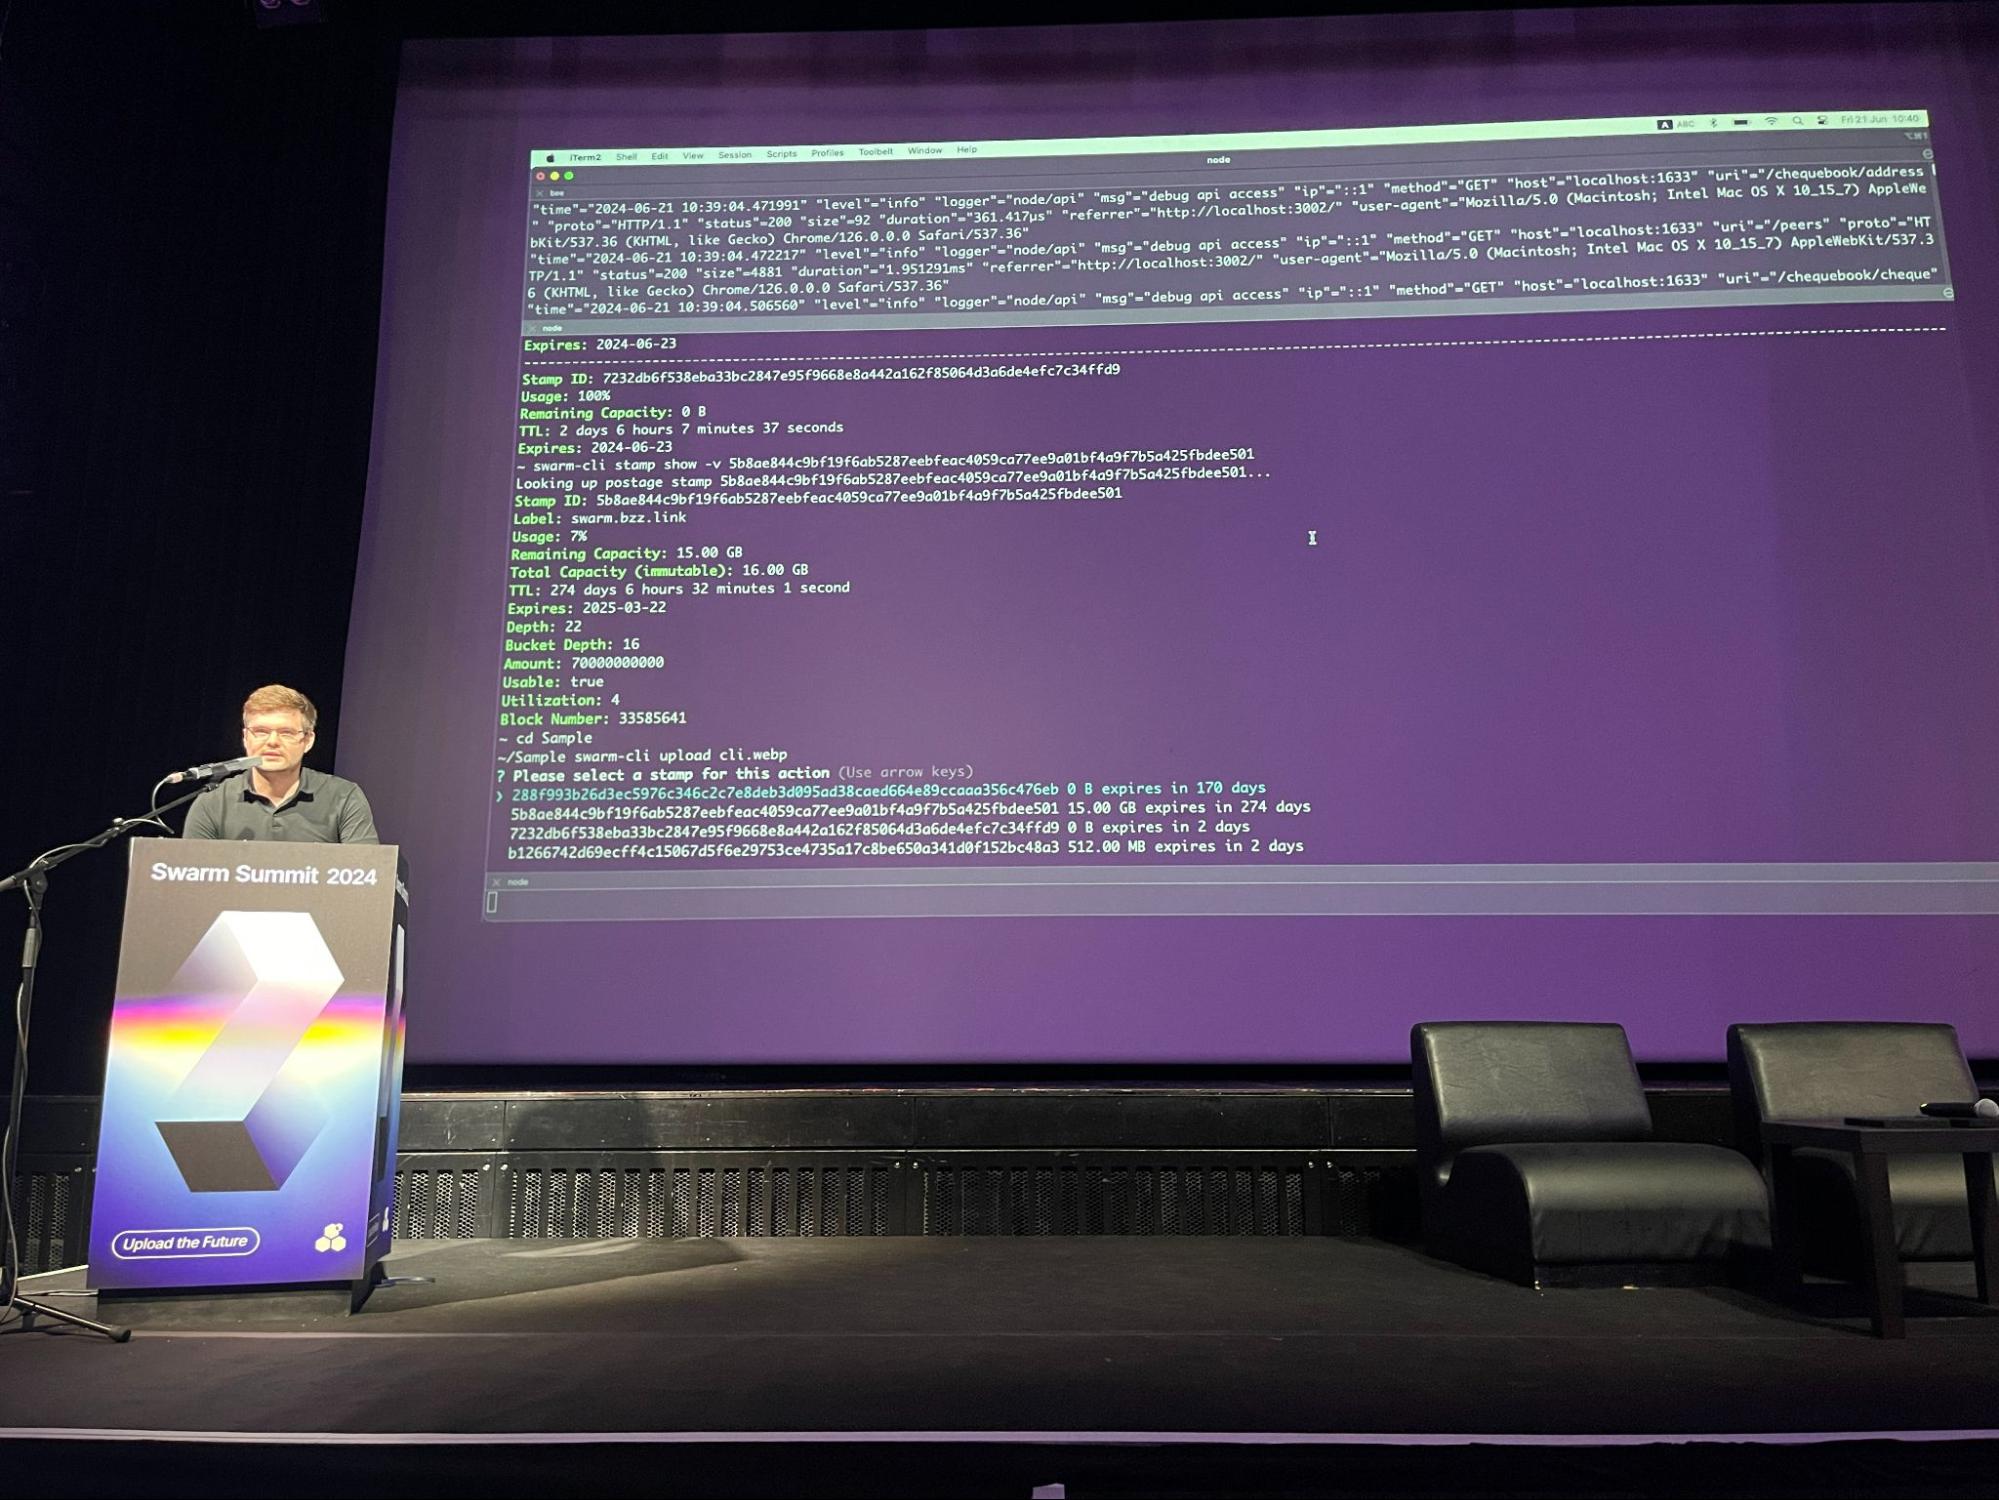 iTerm2 Shell Edit View Session Scripts Profiles Toolbelt Window Help
A ABC Fri 21 Jun 10:40
node
bee
"time"="2024-06-21 10:39:04.471991" "level"="info" "logger"="node/api" "msg"="debug api access" "ip"="::1" "method"="GET" "host"="localhost:1633" "uri"="/chequebook/address
" "proto"="HTTP/1.1" "status"=200 "size"=92 "duration"="361.417µs" "referrer"="http://localhost:3002/" "user-agent"="Mozilla/5.0 (Macintosh; Intel Mac OS X 10_15_7) AppleWe
bKit/537.36 (KHTML, like Gecko) Chrome/126.0.0.0 Safari/537.36"
"time"="2024-06-21 10:39:04.472217" "level"="info" "logger"="node/api" "msg"="debug api access" "ip"="::1" "method"="GET" "host"="localhost:1633" "uri"="/peers" "proto"="HT
TP/1.1" "status"=200 "size"=4881 "duration"="1.951291ms" "referrer"="http://localhost:3002/" "user-agent"="Mozilla/5.0 (Macintosh; Intel Mac OS X 10_15_7) AppleWebKit/537.3
6 (KHTML, like Gecko) Chrome/126.0.0.0 Safari/537.36"
"time"="2024-06-21 10:39:04.506560" "level"="info" "logger"="node/api" "msg"="debug api access" "ip"="::1" "method"="GET" "host"="localhost:1633" "uri"="/chequebook/cheque"
node
Expires: 2024-06-23
Stamp ID: 7232db6f538eba33bc2847e95f9668e8a442a162f85064d3a6de4efc7c34ffd9
Usage: 100%
Remaining Capacity: 0 B
TTL: 2 days 6 hours 7 minutes 37 seconds
Expires: 2024-06-23
~ swarm-cli stamp show -v 5b8ae844c9bf19f6ab5287eebfeac4059ca77ee9a01bf4a9f7b5a425fbdee501
Looking up postage stamp 5b8ae844c9bf19f6ab5287eebfeac4059ca77ee9a01bf4a9f7b5a425fbdee501...
Stamp ID: 5b8ae844c9bf19f6ab5287eebfeac4059ca77ee9a01bf4a9f7b5a425fbdee501
Label: swarm.bzz.link
Usage: 7%
Remaining Capacity: 15.00 GB
Total Capacity (immutable): 16.00 GB
TTL: 274 days 6 hours 32 minutes 1 second
Expires: 2025-03-22
Depth: 22
Bucket Depth: 16
Amount: 70000000000
Usable: true
Utilization: 4
Block Number: 33585641
~ cd Sample
~/Sample swarm-cli upload cli.webp
? Please select a stamp for this action (Use arrow keys)
❯ 288f993b26d3ec5976c346c2c7e8deb3d095ad38caed664e89ccaaa356c476eb 0 B expires in 170 days
5b8ae844c9bf19f6ab5287eebfeac4059ca77ee9a01bf4a9f7b5a425fbdee501 15.00 GB expires in 274 days
7232db6f538eba33bc2847e95f9668e8a442a162f85064d3a6de4efc7c34ffd9 0 B expires in 2 days
b1266742d69ecff4c15067d5f6e29753ce4735a17c8be650a341d0f152bc48a3 512.00 MB expires in 2 days
node
Swarm Summit 2024
Upload the Future